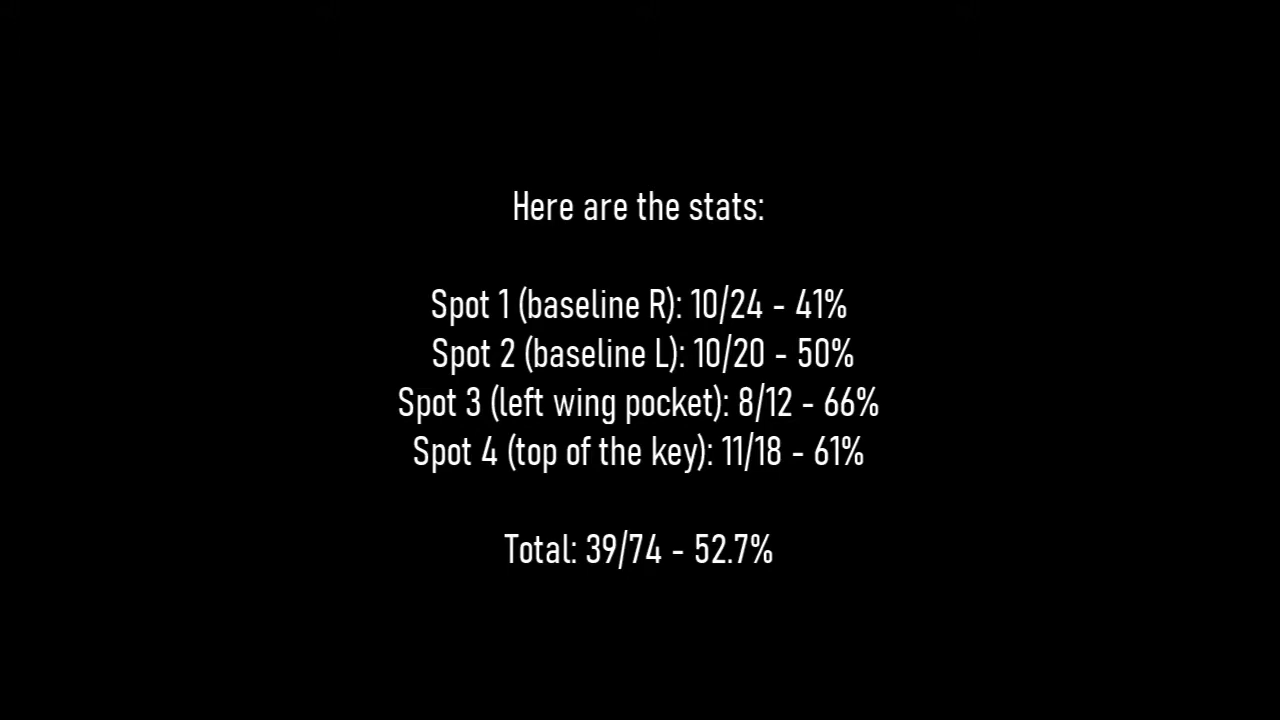 Here are the stats:
Spot 1 (baseline R): 10/24 - 41%
Spot 2 (baseline L): 10/20 - 50%
Spot 3 (left wing pocket): 8/12 - 66%
Spot 4 (top of the key): 11/18 - 61%
Total: 39/74 - 52.7%